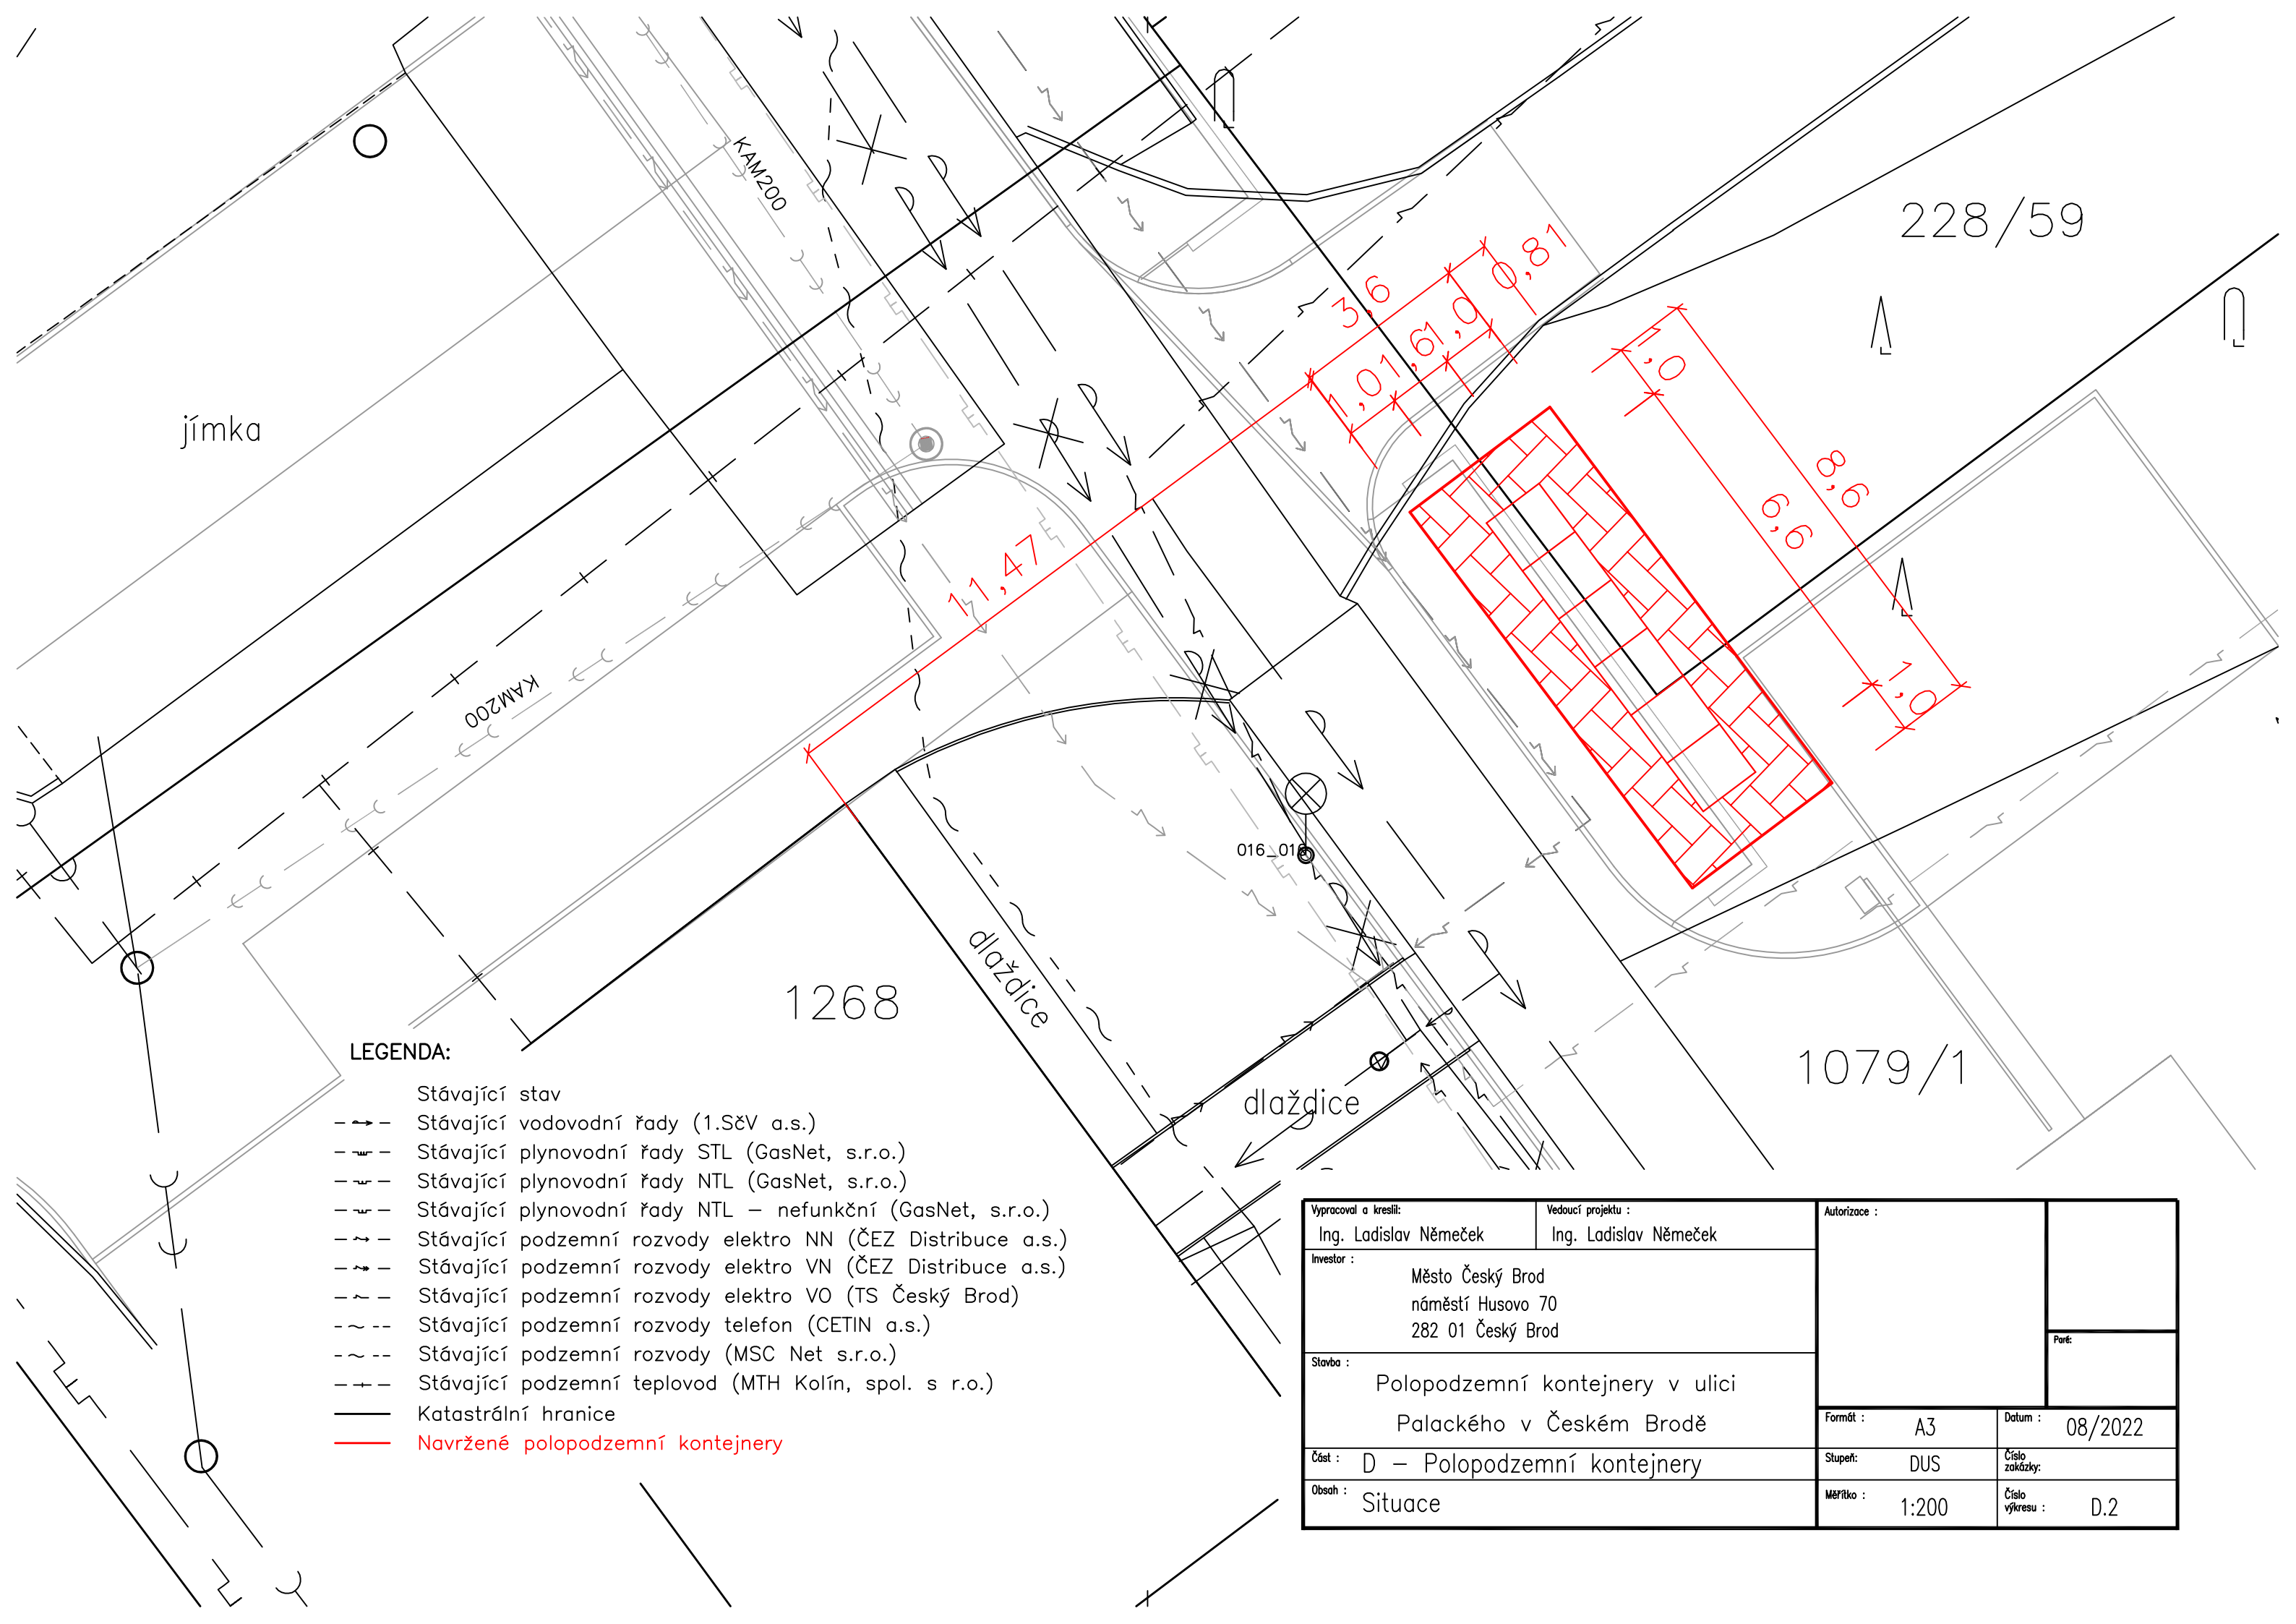 KAM200
228/59
0,81
3,6
1,0
1,6
1,0
1,0
8,6
6,6
1,0
jímka
11,47
KAM200
016_016
dlaždice
1268
dlaždice
1079/1
LEGENDA:
Stávající stav
Stávající vodovodní řady (1.SčV a.s.)
Stávající plynovodní řady STL (GasNet, s.r.o.)
Stávající plynovodní řady NTL (GasNet, s.r.o.)
Stávající plynovodní řady NTL – nefunkční (GasNet, s.r.o.)
Stávající podzemní rozvody elektro NN (ČEZ Distribuce a.s.)
Stávající podzemní rozvody elektro VN (ČEZ Distribuce a.s.)
Stávající podzemní rozvody elektro VO (TS Český Brod)
Stávající podzemní rozvody telefon (CETIN a.s.)
Stávající podzemní rozvody (MSC Net s.r.o.)
Stávající podzemní teplovod (MTH Kolín, spol. s r.o.)
Katastrální hranice
Navržené polopodzemní kontejnery
Vypracoval a kreslil:
Ing. Ladislav Němeček
Vedoucí projektu :
Ing. Ladislav Němeček
Autorizace :
Investor :
Město Český Brod
náměstí Husovo 70
282 01 Český Brod
Paré:
Stavba :
Polopodzemní kontejnery v ulici
Palackého v Českém Brodě
Formát :
A3
Datum :
08/2022
Část :
D – Polopodzemní kontejnery
Stupeň:
DUS
Číslo
zakázky:
Obsah :
Situace
Měřítko :
1:200
Číslo
výkresu :
D.2